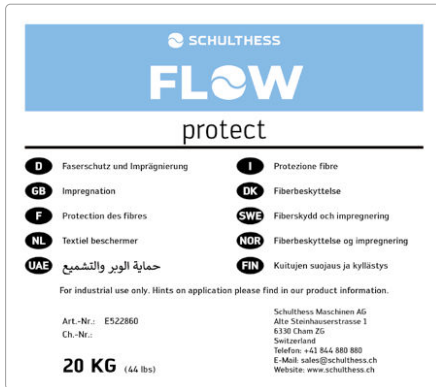 SCHULTHESS
FLOW
protect
D Faserschutz und Imprägnierung
GB Impregnation
F Protection des fibres
NL Textiel beschermer
UAE حماية الوبر والتشميع
I Protezione fibre
DK Fiberbeskyttelse
SWE Fiberskydd och impregnering
NOR Fiberbeskyttelse og impregnering
FIN Kuitujen suojaus ja kyllästys
For industrial use only. Hints on application please find in our product information.
Art.-Nr.: E522860
Ch.-Nr.:
20 KG (44 lbs)
Schulthess Maschinen AG
Alte Steinhauserstrasse 1
6330 Cham ZG
Switzerland
Telefon: +41 844 880 880
E-Mail: sales@schulthess.ch
Website: www.schulthess.ch